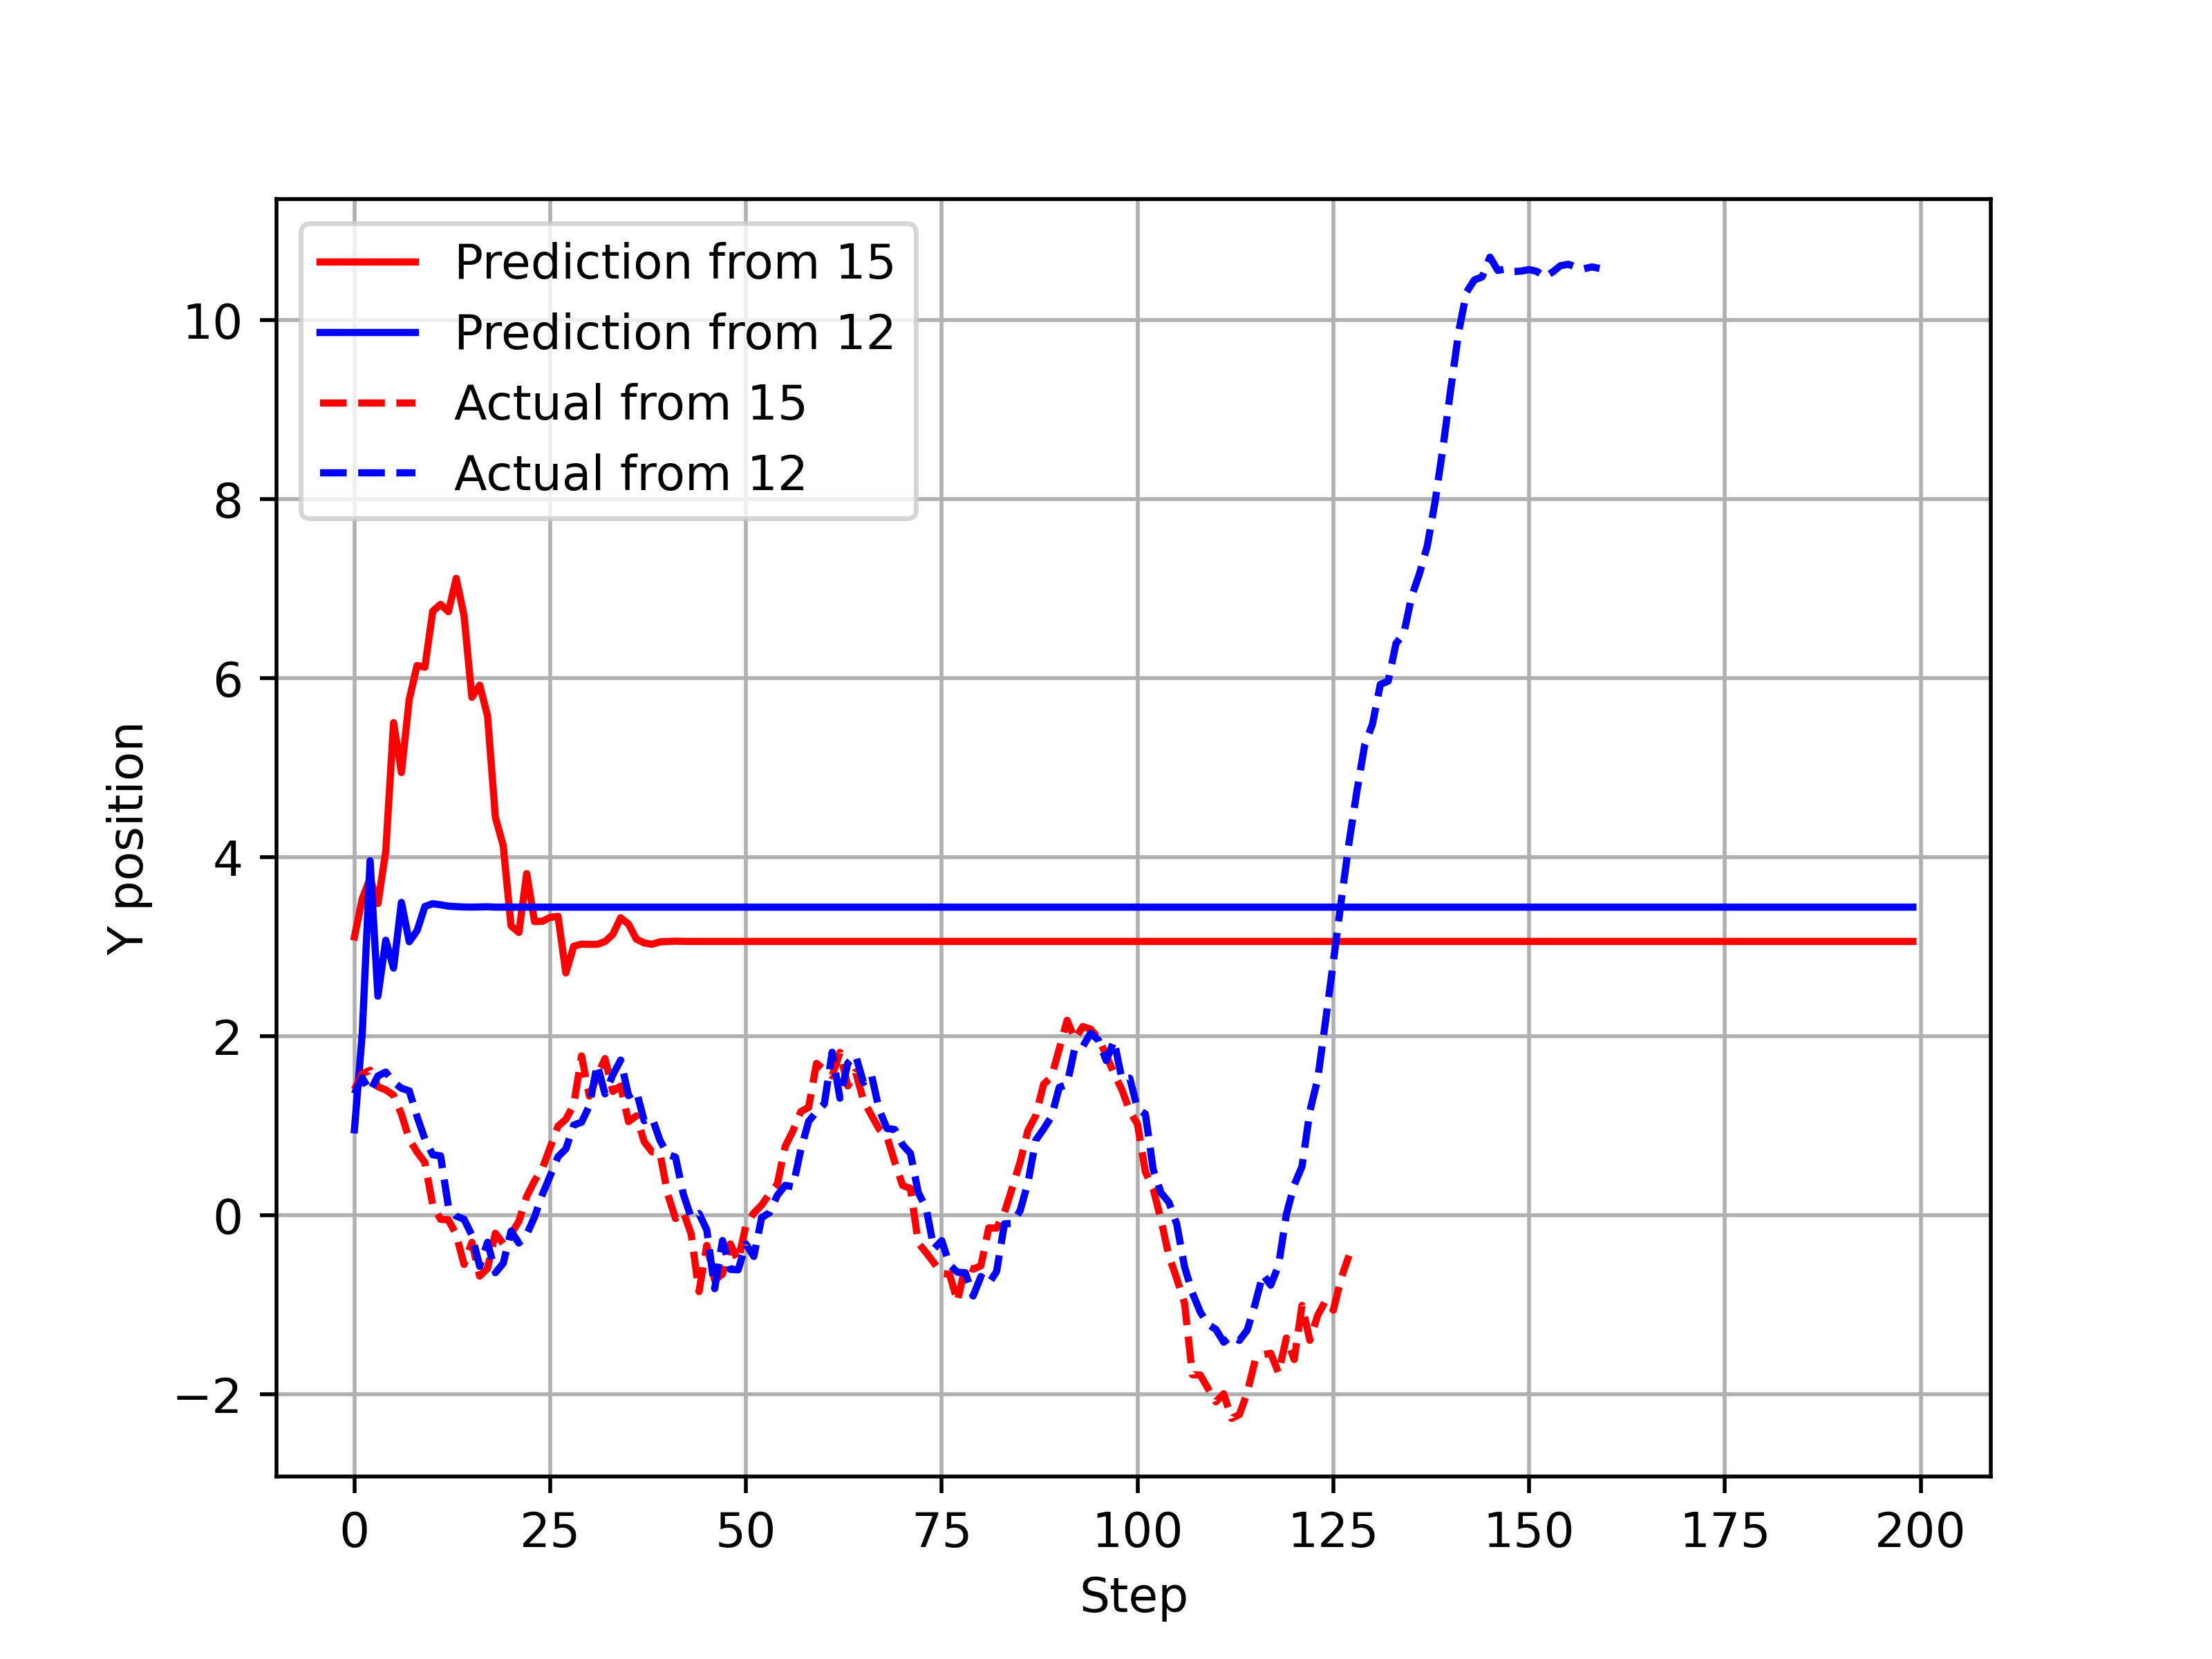 Prediction from 15
Prediction from 12
Actual from 15
Actual from 12
10
8
6
4
2
0
−2
Y position
0 25 50 75 100 125 150 175 200
Step